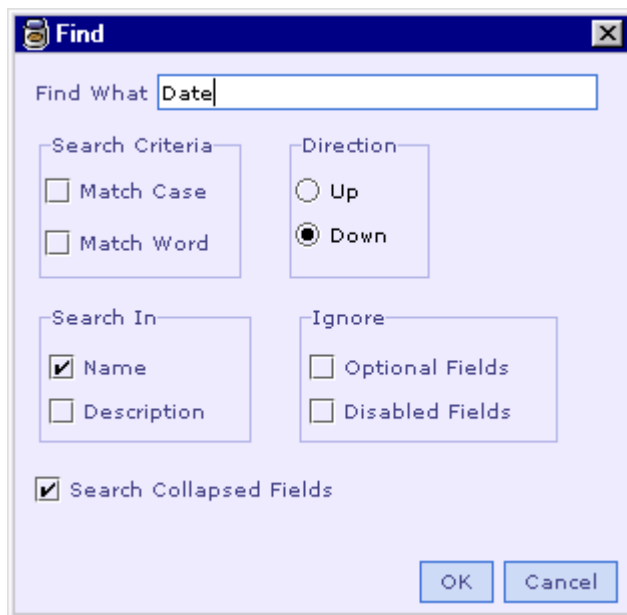 Find
Find What Date
Search Criteria
Match Case
Match Word
Direction
Up
Down
Search In
Name
Description
Ignore
Optional Fields
Disabled Fields
Search Collapsed Fields
OK Cancel